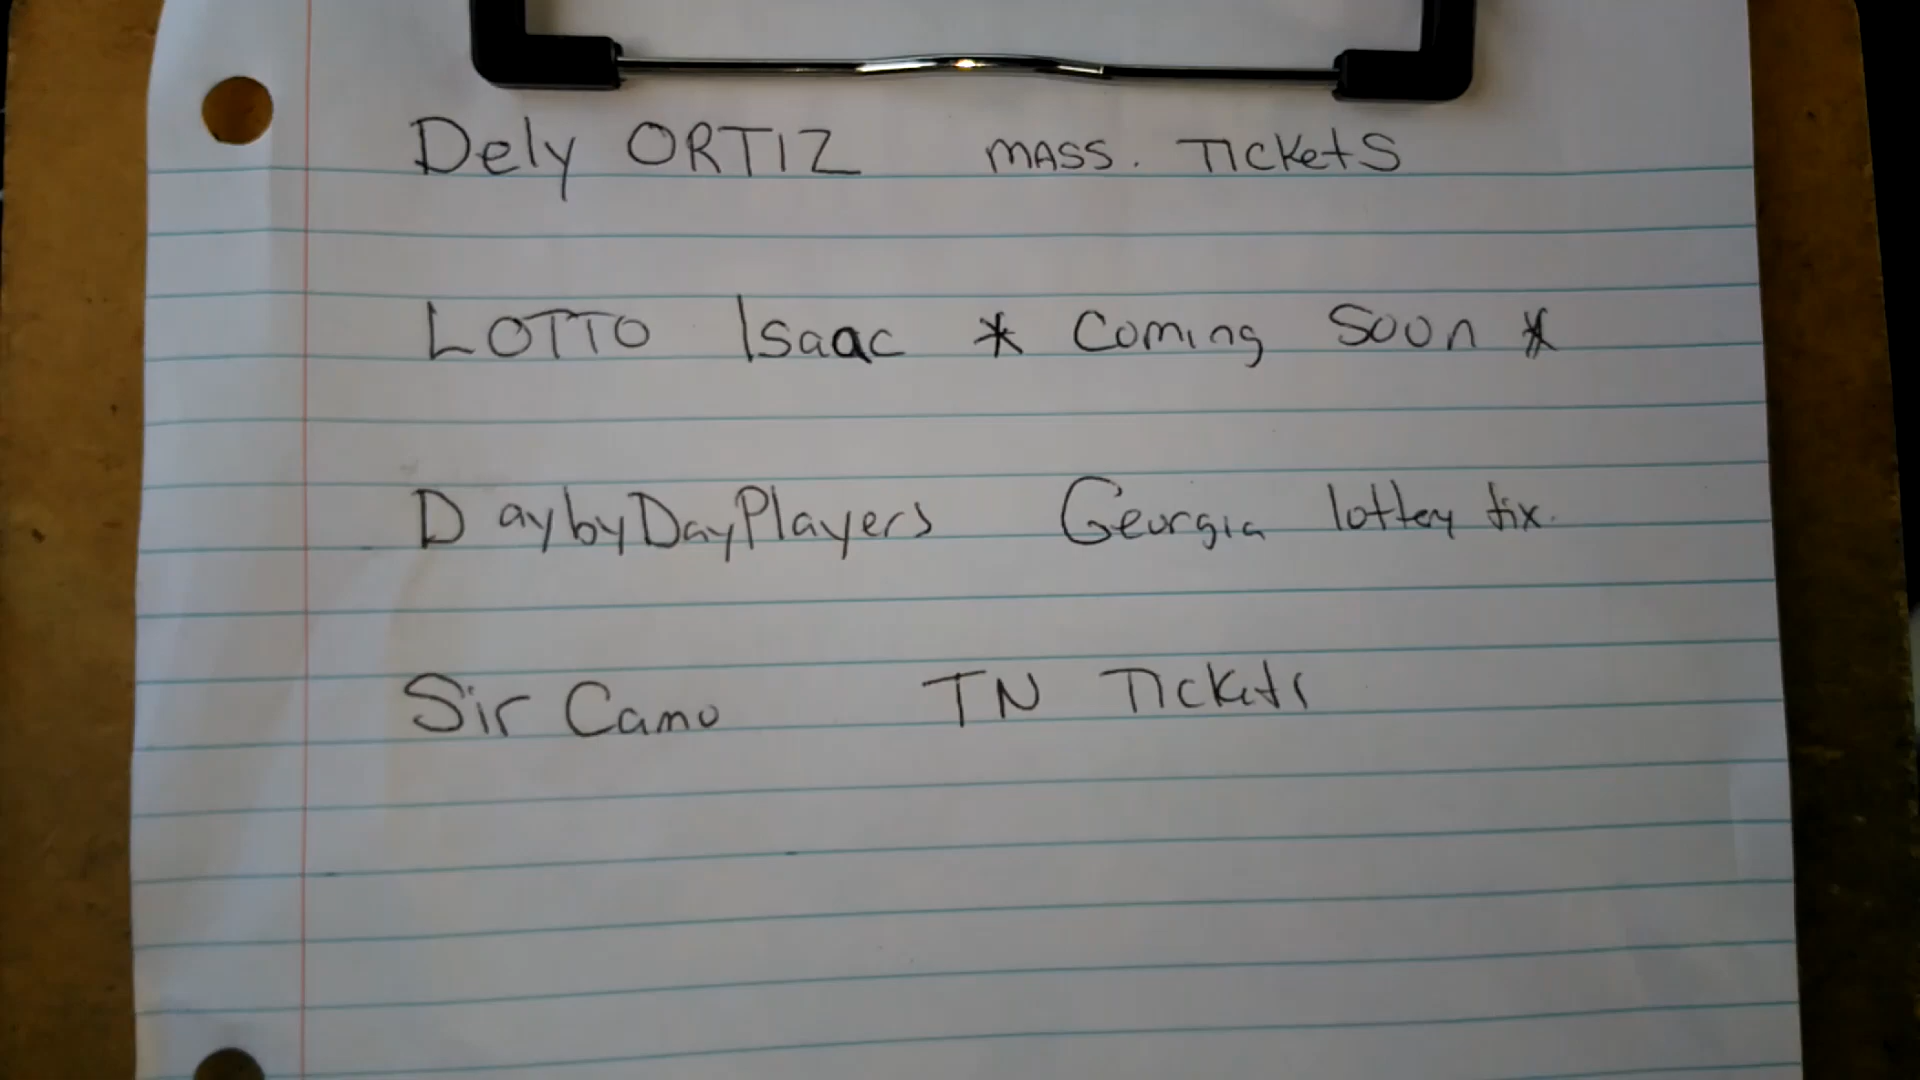 Dely ORTIZ MASS. TICKetS
LOTTO Isaac * Coming Soon *
DaybyDayPlayers Georgia lottery tix.
Sir Camo TN TIckets